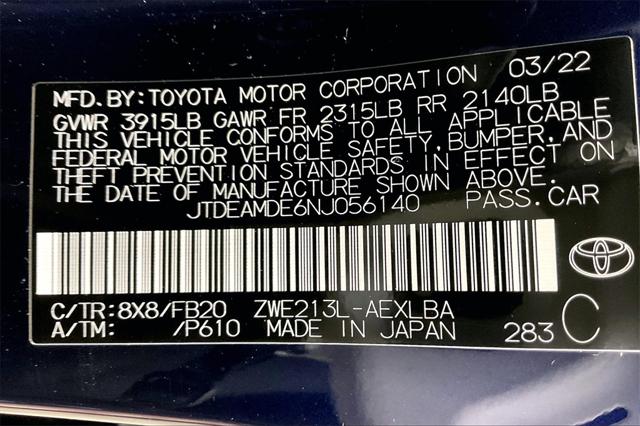 MFD.BY:TOYOTA MOTOR CORPORATION 03/22
GVWR 3915LB GAWR FR 2315LB RR 2140LB
THIS VEHICLE CONFORMS TO ALL APPLICABLE
FEDERAL MOTOR VEHICLE SAFETY,BUMPER,AND
THEFT PREVENTION STANDARDS IN EFFECT ON
THE DATE OF MANUFACTURE SHOWN ABOVE.
JTDEAMDE6NJ056140 PASS.CAR
C/TR:8X8/FB20 ZWE213L-AEXLBA
A/TM: /P610 MADE IN JAPAN 283 C